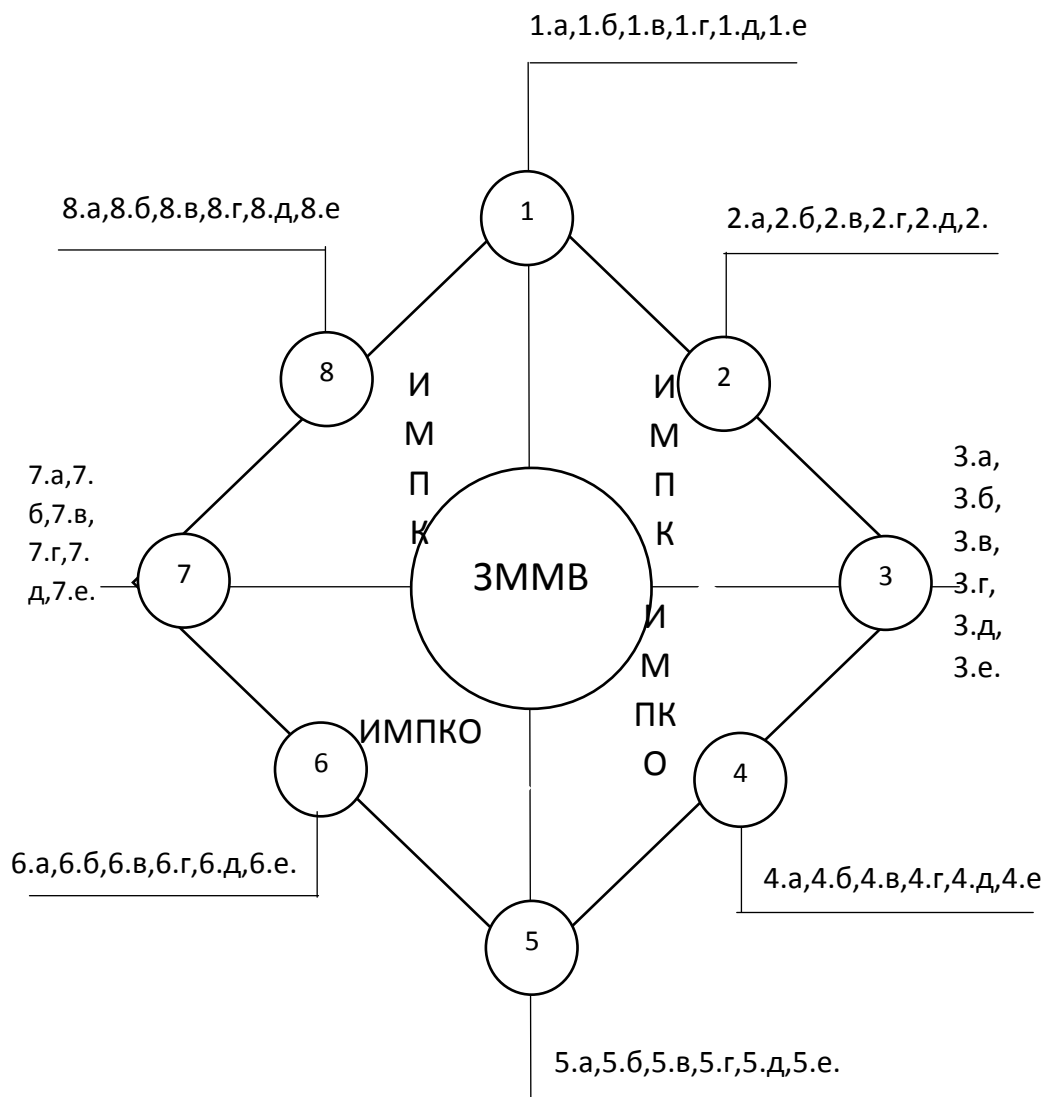 1.а,1.б,1.в,1.г,1.д,1.е
1
8.а,8.б,8.в,8.г,8.д,8.е
2.а,2.б,2.в,2.г,2.д,2.
8
2
И
М
П
К
И
М
П
К
7.а,7.
б,7.в,
7.г,7.
д,7.е.
7
ЗММВ
3
3.а,
3.б,
3.в,
3.г,
3.д,
3.е.
И
М
ПК
О
ИМПКО
6
4
6.а,6.б,6.в,6.г,6.д,6.е.
4.а,4.б,4.в,4.г,4.д,4.е
5
5.а,5.б,5.в,5.г,5.д,5.е.